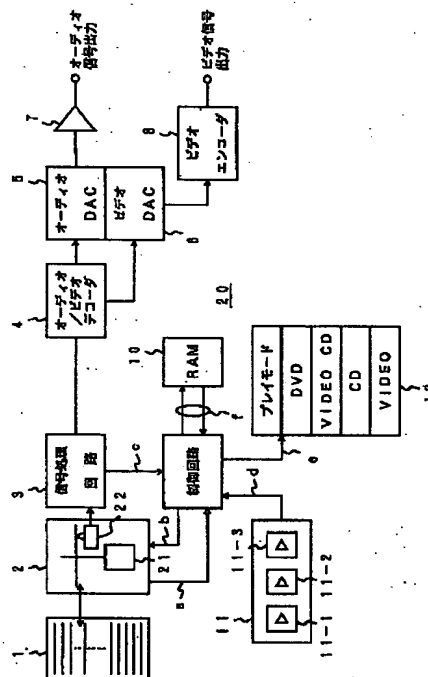 オーディオ
信号出力
7
ビデオ信号
出力
5
オーディオ
DAC
ビデオ
DAC
6
8
ビデオ
エンコーダ
4
オーディオ
/ビデオ
デコーダ
20
3
信号処理
回路
c
10
RAM
f
プレイモード
DVD
VIDEO CD
CD
VIDEO
2
22
21
b
a
制御回路
e
d
1
11
11-3
11-2
11-1